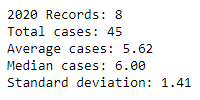 2020 Records: 8
Total cases: 45
Average cases: 5.62
Median cases: 6.00
Standard deviation: 1.41